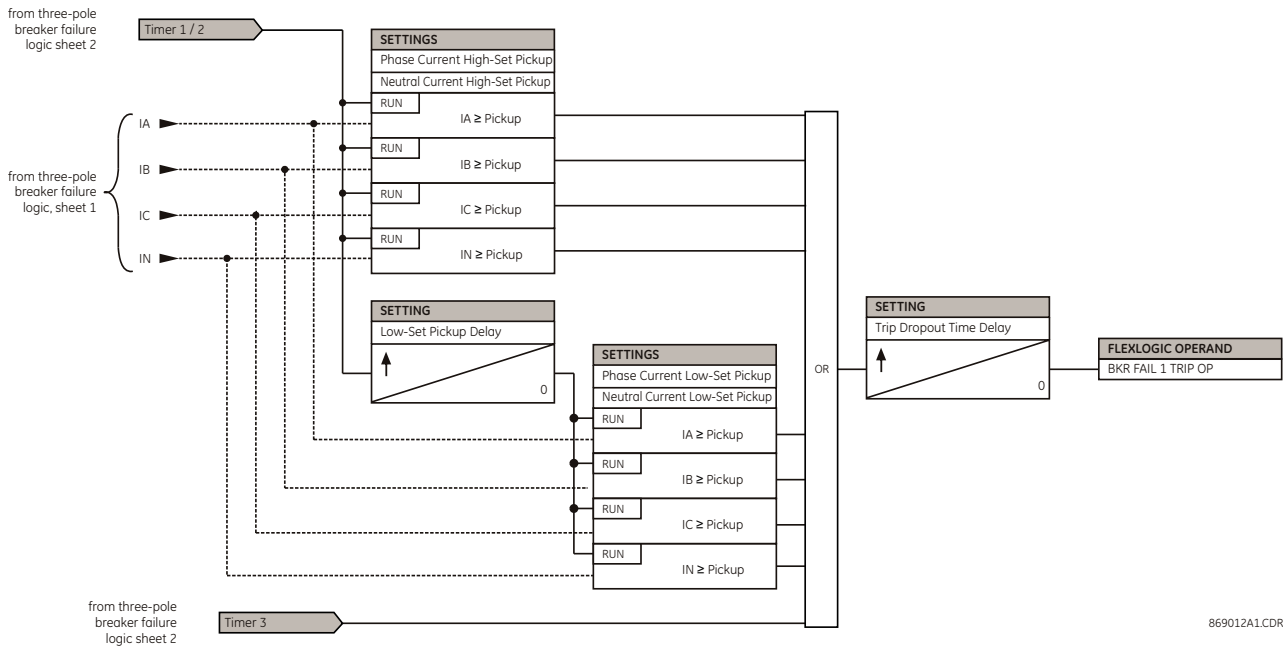 from three-pole
breaker failure
logic sheet 2
Timer 1 / 2
SETTINGS
Phase Current High-Set Pickup
Neutral Current High-Set Pickup
RUN
IA ≥ Pickup
RUN
IB ≥ Pickup
RUN
IC ≥ Pickup
RUN
IN ≥ Pickup
from three-pole
breaker failure
logic, sheet 1
IA
IB
IC
IN
SETTING
Low-Set Pickup Delay
0
SETTINGS
Phase Current Low-Set Pickup
Neutral Current Low-Set Pickup
RUN
IA ≥ Pickup
RUN
IB ≥ Pickup
RUN
IC ≥ Pickup
RUN
IN ≥ Pickup
OR
SETTING
Trip Dropout Time Delay
0
FLEXLOGIC OPERAND
BKR FAIL 1 TRIP OP
from three-pole
breaker failure
logic sheet 2
Timer 3
869012A1.CDR